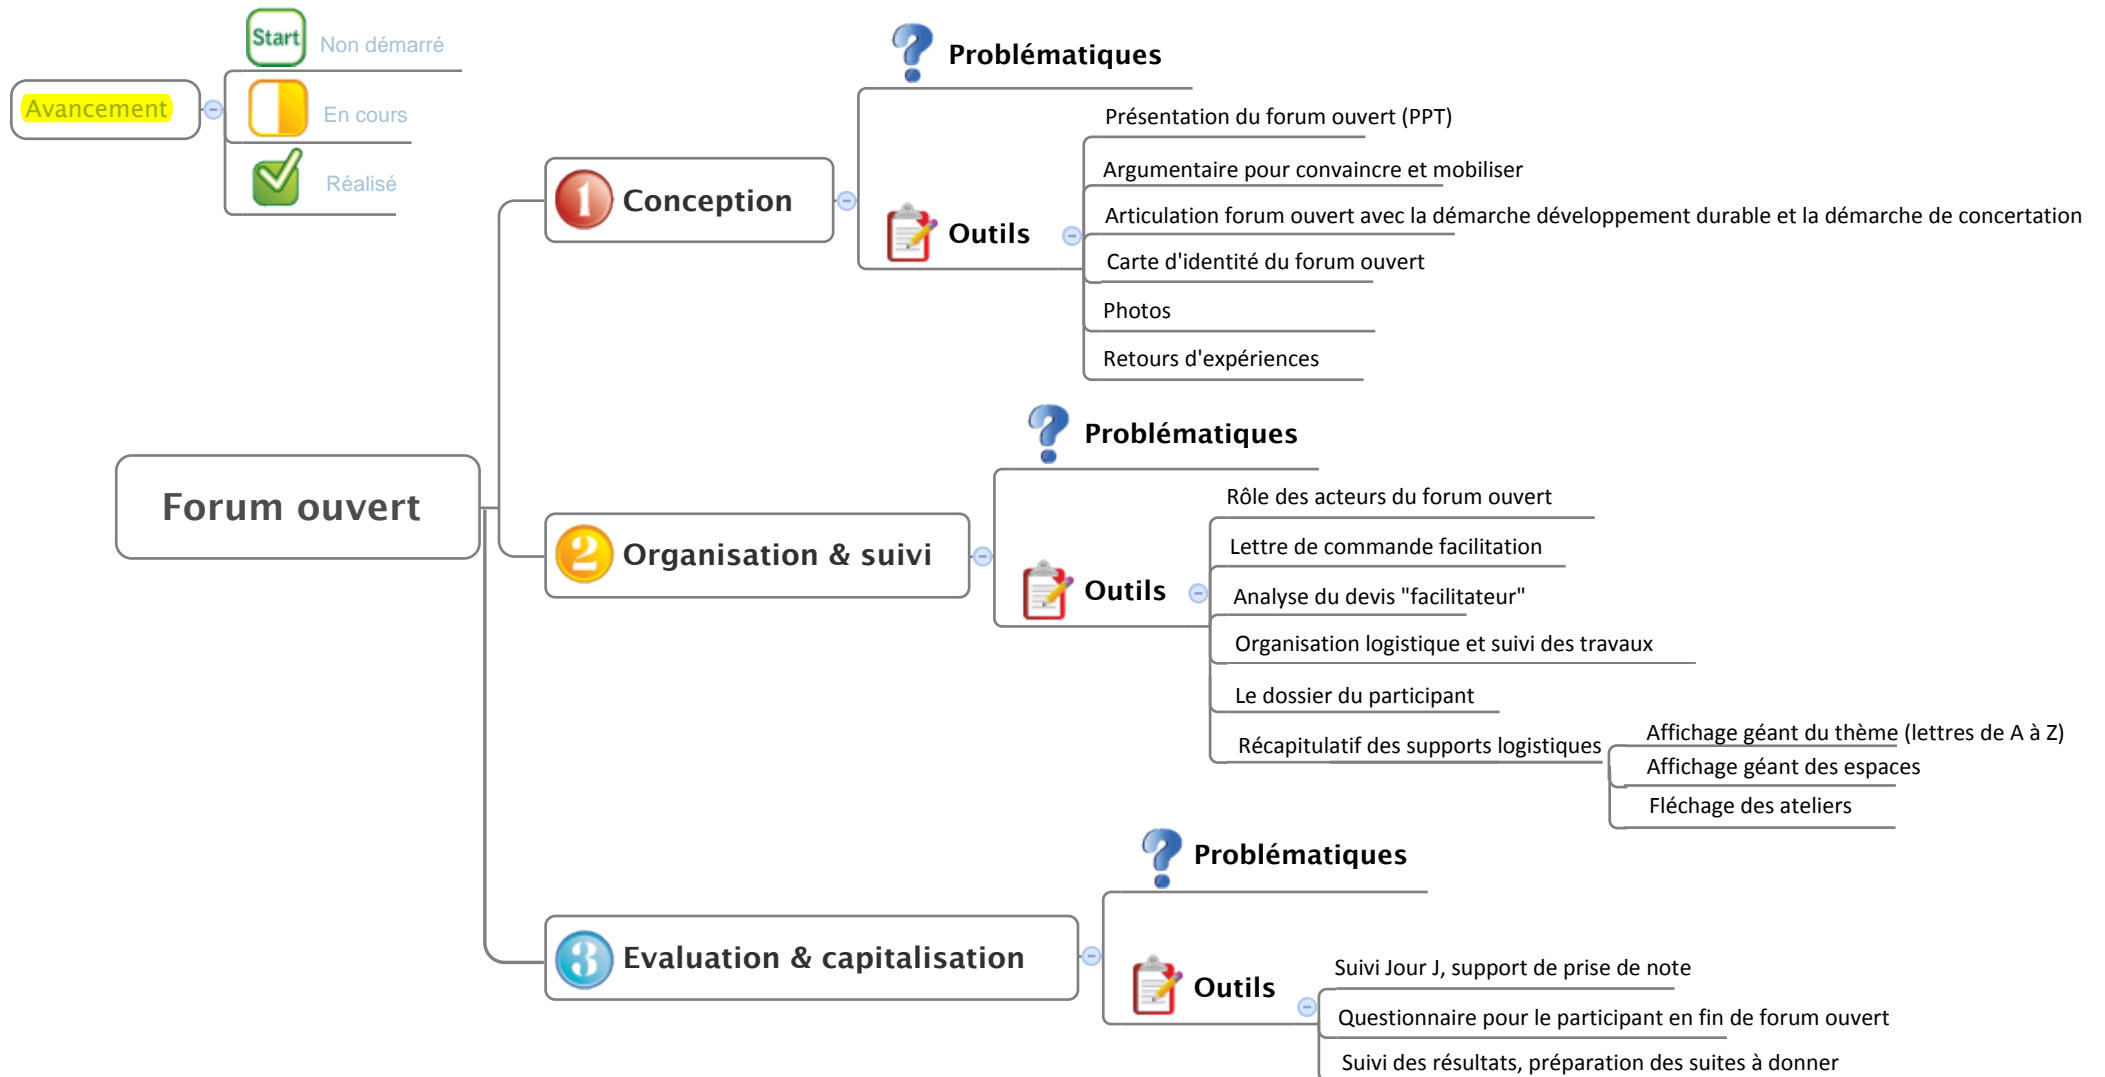 Start
Non démarré
Avancement
En cours
Réalisé
Forum ouvert
1 Conception
Problématiques
Outils
Présentation du forum ouvert (PPT)
Argumentaire pour convaincre et mobiliser
Articulation forum ouvert avec la démarche développement durable et la démarche de concertation
Carte d'identité du forum ouvert
Photos
Retours d'expériences
2 Organisation & suivi
Problématiques
Outils
Rôle des acteurs du forum ouvert
Lettre de commande facilitation
Analyse du devis "facilitateur"
Organisation logistique et suivi des travaux
Le dossier du participant
Récapitulatif des supports logistiques
Affichage géant du thème (lettres de A à Z)
Affichage géant des espaces
Fléchage des ateliers
3 Evaluation & capitalisation
Problématiques
Outils
Suivi Jour J, support de prise de note
Questionnaire pour le participant en fin de forum ouvert
Suivi des résultats, préparation des suites à donner